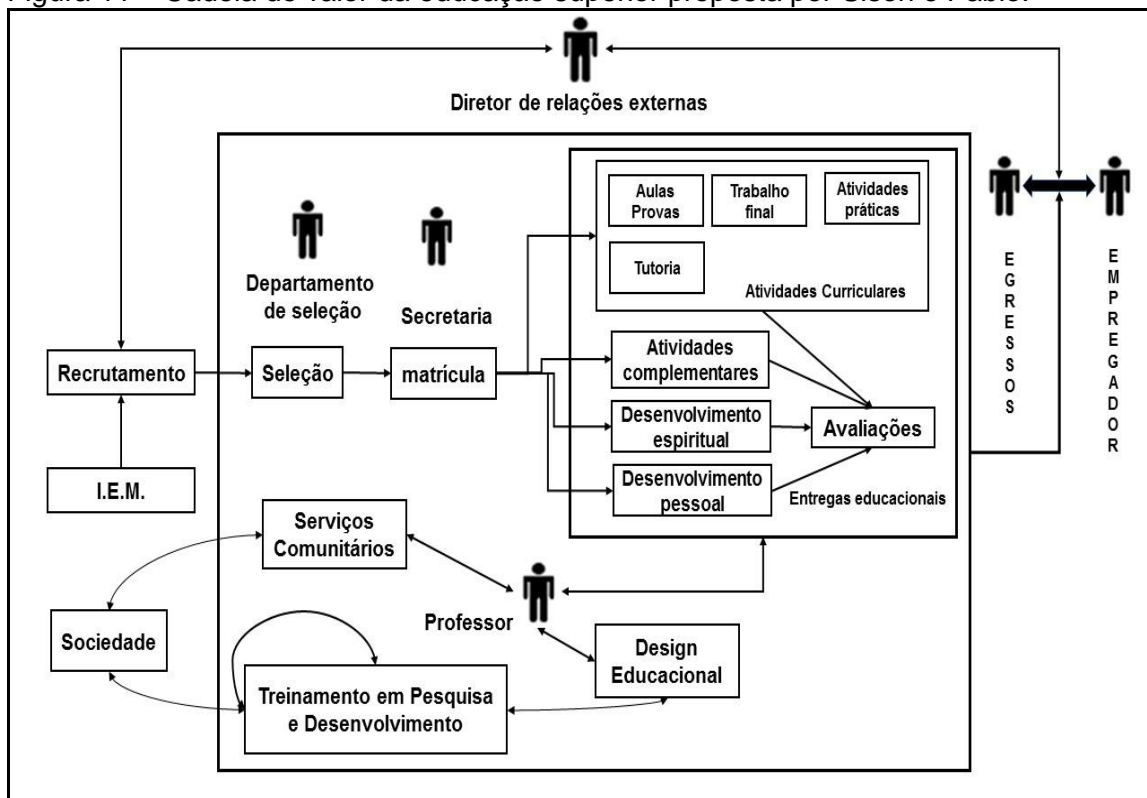 Diretor de relações externas
Departamento
de seleção
Secretaria
Recrutamento
Seleção
matrícula
I.E.M.
Aulas
Provas
Trabalho
final
Atividades
práticas
Tutoria
Atividades Curriculares
Atividades
complementares
Desenvolvimento
espiritual
Desenvolvimento
pessoal
Avaliações
Entregas educacionais
EGRESSOS
EMPREGADOR
Serviços
Comunitários
Sociedade
Professor
Design
Educacional
Treinamento em Pesquisa
e Desenvolvimento